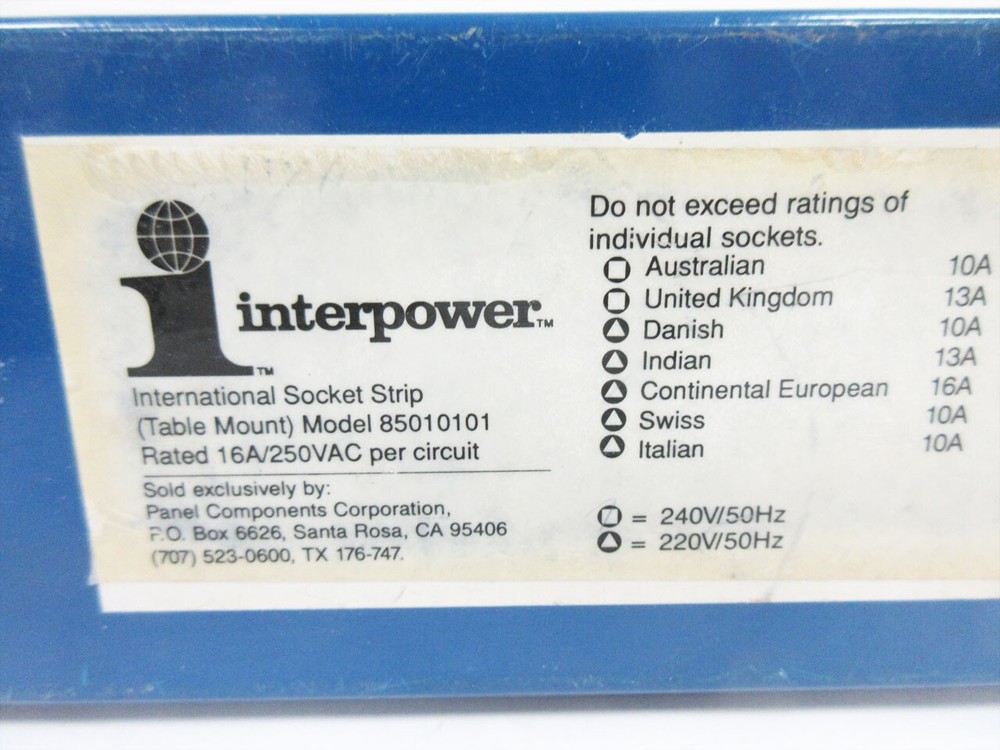 interpower™
™
International Socket Strip
(Table Mount) Model 85010101
Rated 16A/250VAC per circuit
Sold exclusively by:
Panel Components Corporation,
P.O. Box 6626, Santa Rosa, CA 95406
(707) 523-0600, TX 176-747.
Do not exceed ratings of
individual sockets.
Australian 10A
United Kingdom 13A
Danish 10A
Indian 13A
Continental European 16A
Swiss 10A
Italian 10A
= 240V/50Hz
= 220V/50Hz